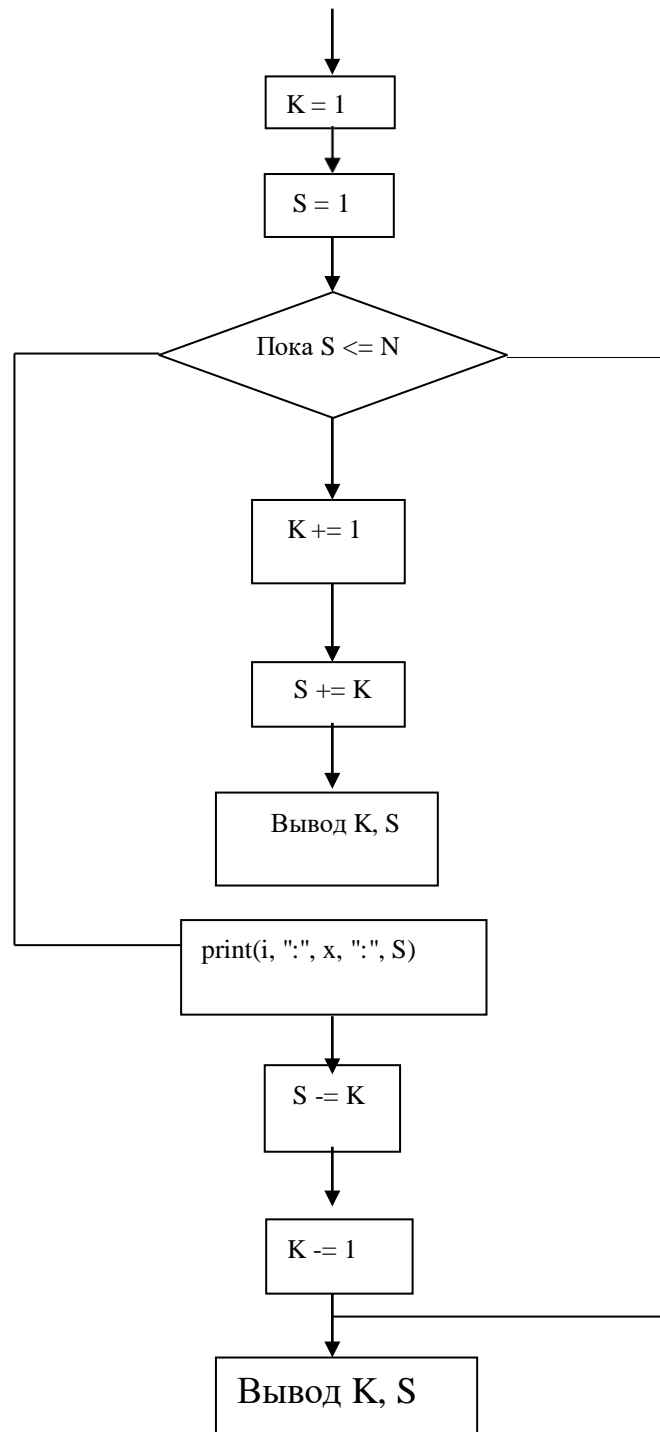 K = 1
S = 1
Пока S <= N
K += 1
S += K
Вывод K, S
print(i, ":", x, ":", S)
S -= K
K -= 1
Вывод K, S